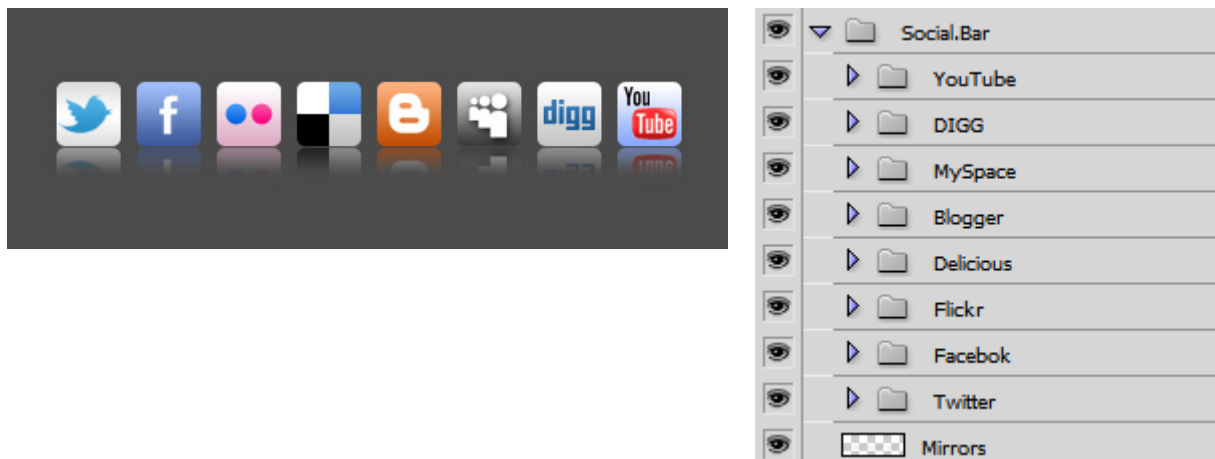 f
B
digg
You
Tube
Social.Bar
YouTube
DIGG
MySpace
Blogger
Delicious
Flickr
Facebok
Twitter
Mirrors